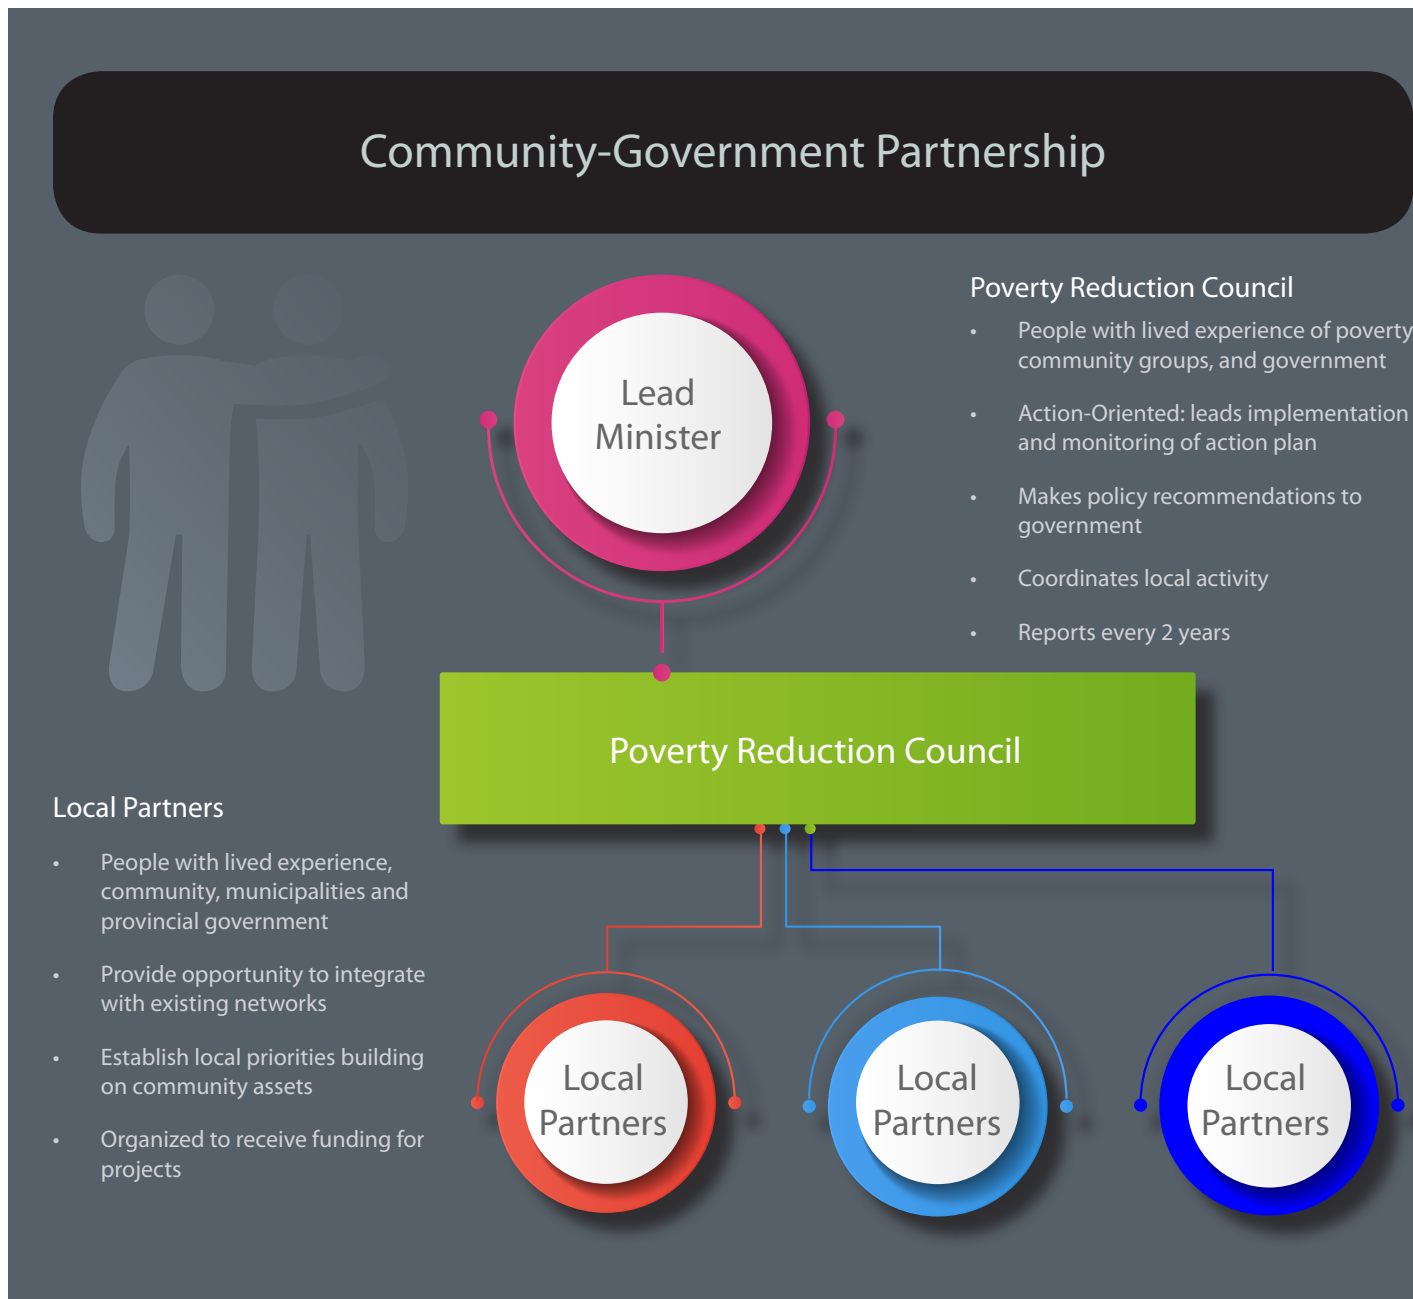 Community-Government Partnership
Lead
Minister
Poverty Reduction Council
• People with lived experience of poverty
community groups, and government
• Action-Oriented: leads implementation
and monitoring of action plan
• Makes policy recommendations to
government
• Coordinates local activity
• Reports every 2 years
Poverty Reduction Council
Local Partners
• People with lived experience,
community, municipalities and
provincial government
• Provide opportunity to integrate
with existing networks
• Establish local priorities building
on community assets
• Organized to receive funding for
projects
Local
Partners
Local
Partners
Local
Partners